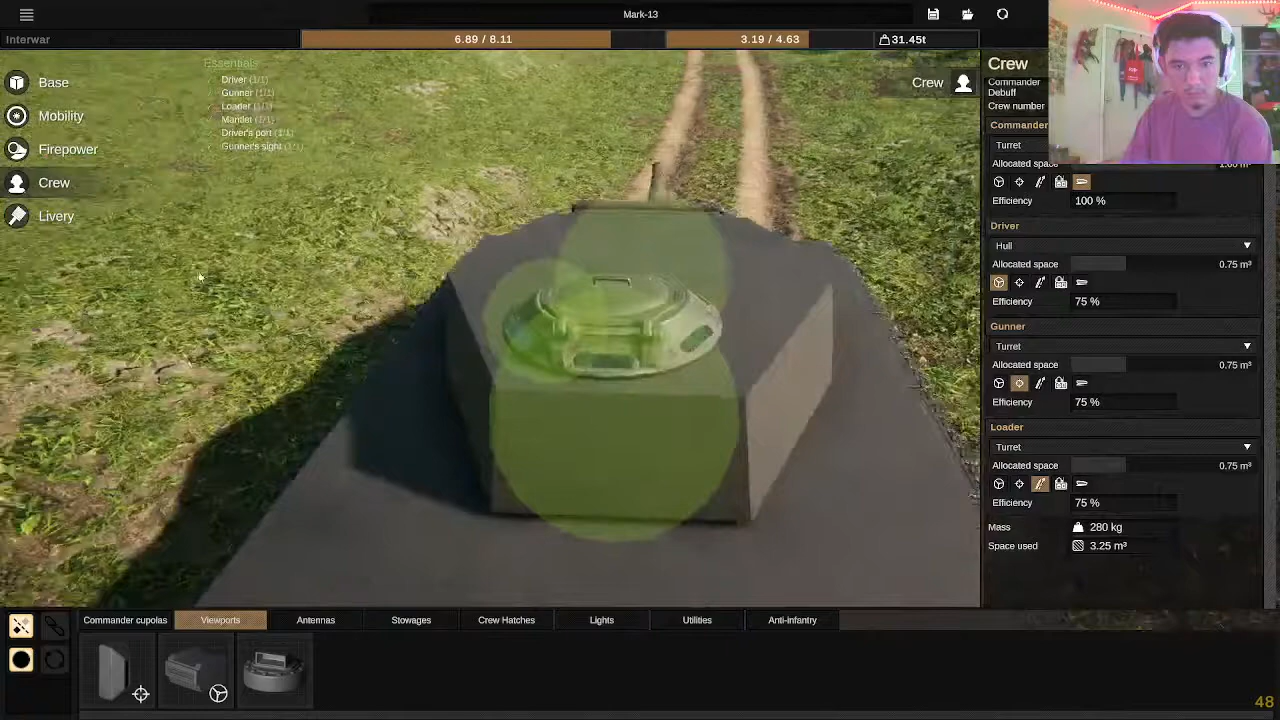 Mark-13
Interwar
6.89 / 8.11
3.19 / 4.63
31.45t
Base
Mobility
Firepower
Crew
Livery
Essentials
Driver (1/1)
Gunner (1/1)
Loader (1/1)
Mantlet (1/1)
Driver's port (1/1)
Gunner's sight (1/1)
Crew
Crew
Commander
Debuff
Crew number
Commander
Turret
Allocated space 1.00 m³
Efficiency 100 %
Driver
Hull
Allocated space 0.75 m³
Efficiency 75 %
Gunner
Turret
Allocated space 0.75 m³
Efficiency 75 %
Loader
Turret
Allocated space 0.75 m³
Efficiency 75 %
Mass 280 kg
Space used 3.25 m³
Commander cupolas
Viewports
Antennas
Stowages
Crew Hatches
Lights
Utilities
Anti-infantry
48